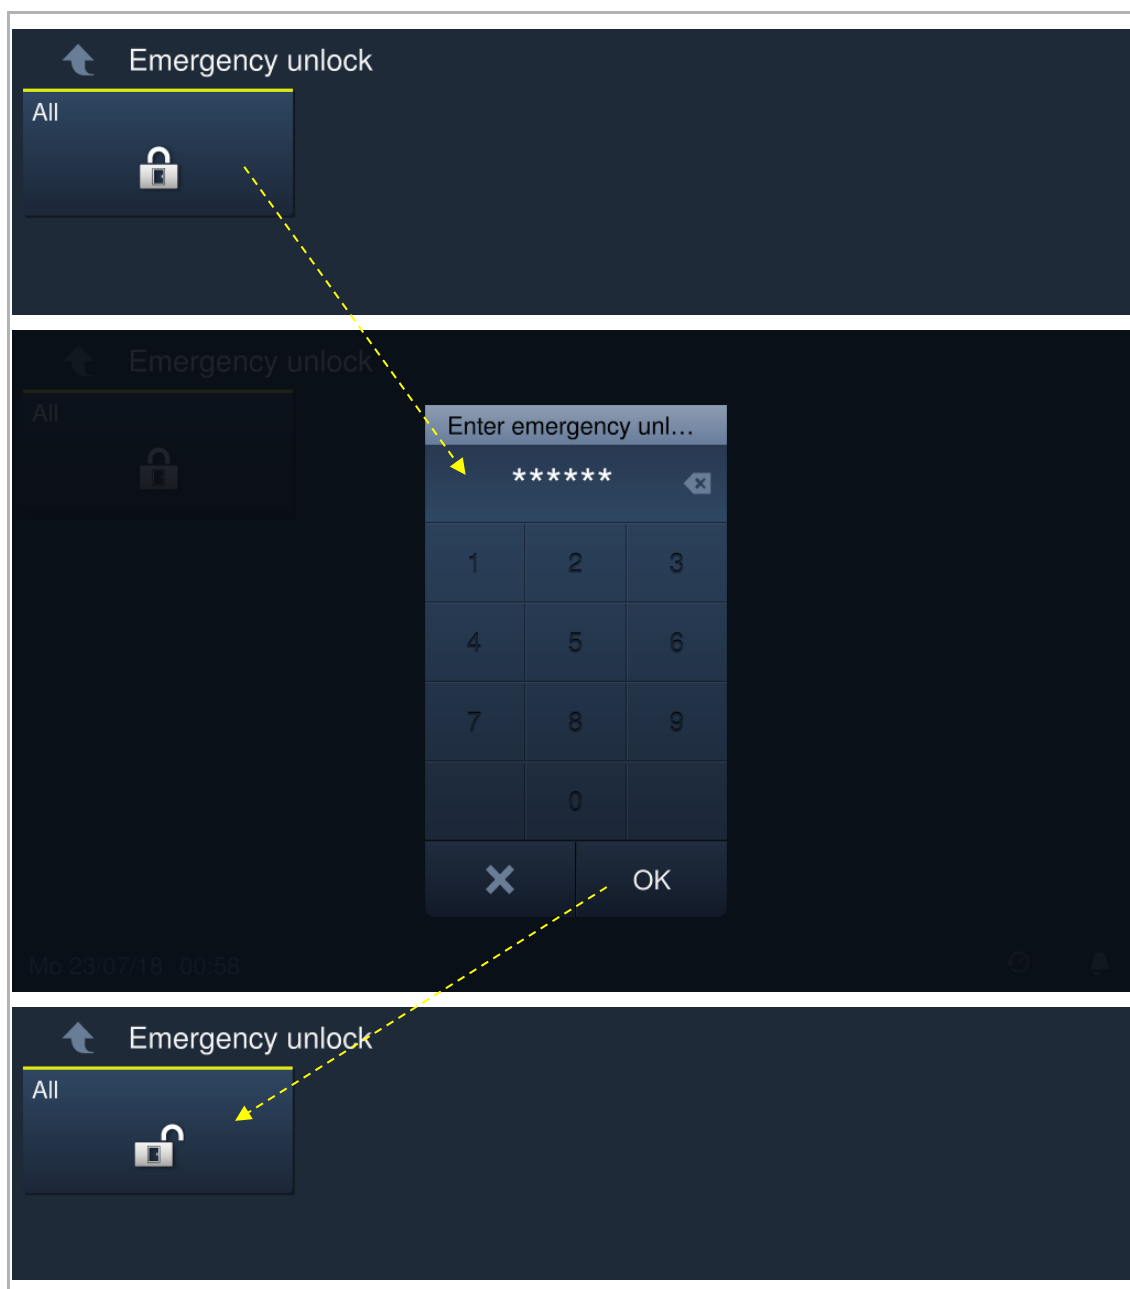 Emergency unlock
All
Emergency unlock
All
Enter emergency unl...
******
1 2 3
4 5 6
7 8 9
0
OK
Mo 23/07/18 00:58
Emergency unlock
All